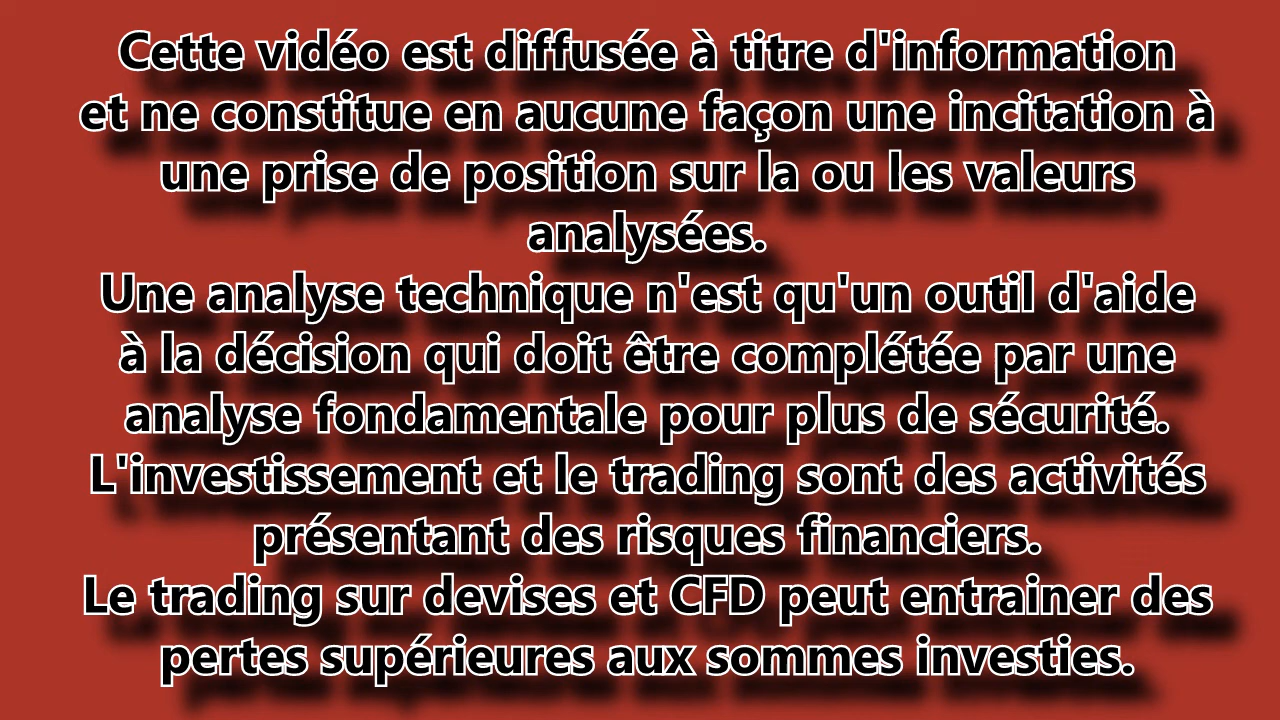 Cette vidéo est diffusée à titre d'information
et ne constitue en aucune façon une incitation à
une prise de position sur la ou les valeurs
analysées.
Une analyse technique n'est qu'un outil d'aide
à la décision qui doit être complétée par une
analyse fondamentale pour plus de sécurité.
L'investissement et le trading sont des activités
présentant des risques financiers.
Le trading sur devises et CFD peut entrainer des
pertes supérieures aux sommes investies.